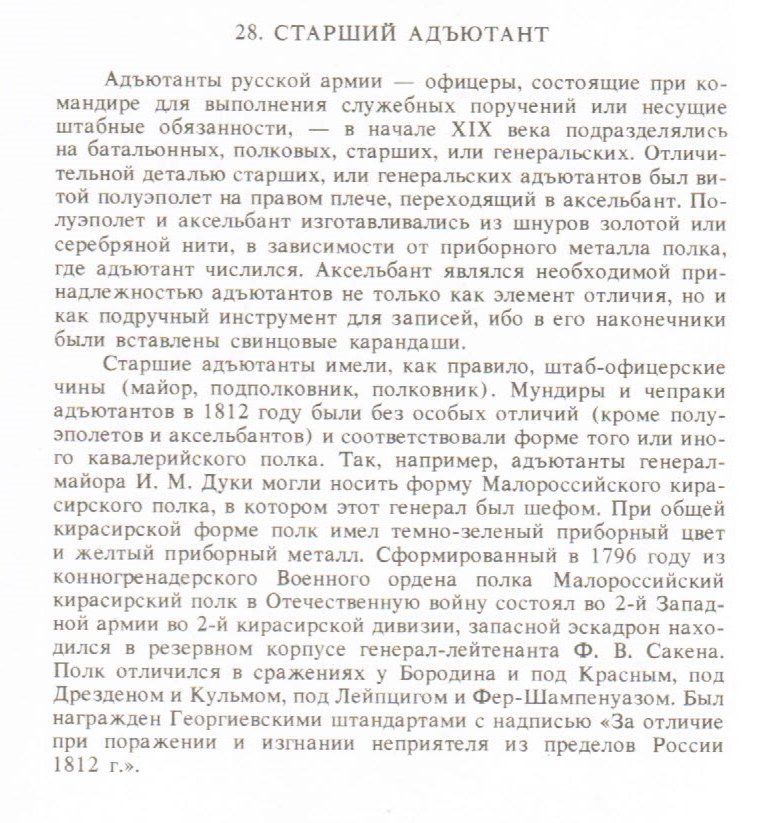 28. СТАРШИЙ АДЪЮТАНТ
Адъютанты русской армии — офицеры, состоящие при ко-
мандире для выполнения служебных поручений или несущие
штабные обязанности, — в начале XIX века подразделялись
на батальонных, полковых, старших, или генеральских. Отличи-
тельной деталью старших, или генеральских адъютантов был ви-
той полуэполет на правом плече, переходящий в аксельбант. По-
луэполет и аксельбант изготавливались из шнуров золотой или
серебряной нити, в зависимости от приборного металла полка,
где адъютант числился. Аксельбант являлся необходимой при-
надлежностью адъютантов не только как элемент отличия, но и
как подручный инструмент для записей, ибо в его наконечники
были вставлены свинцовые карандаши.
Старшие адъютанты имели, как правило, штаб-офицерские
чины (майор, подполковник, полковник). Мундиры и чепраки
адъютантов в 1812 году были без особых отличий (кроме полу-
эполетов и аксельбантов) и соответствовали форме того или ино-
го кавалерийского полка. Так, например, адъютанты генерал-
майора И. М. Дуки могли носить форму Малороссийского кира-
сирского полка, в котором этот генерал был шефом. При общей
кирасирской форме полк имел темно-зеленый приборный цвет
и желтый приборный металл. Сформированный в 1796 году из
конногренадерского Военного ордена полка Малороссийский
кирасирский полк в Отечественную войну состоял во 2-й Запад-
ной армии во 2-й кирасирской дивизии, запасной эскадрон нахо-
дился в резервном корпусе генерал-лейтенанта Ф. В. Сакена.
Полк отличился в сражениях у Бородина и под Красным, под
Дрезденом и Кульмом, под Лейпцигом и Фер-Шампенуазом. Был
награжден Георгиевскими штандартами с надписью «За отличие
при поражении и изгнании неприятеля из пределов России
1812 г.».